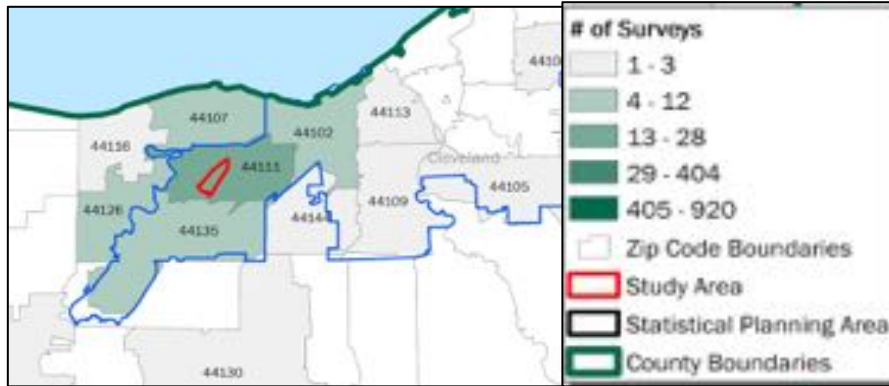 44107
44102
44113
44116
44111
Cleveland
44105
44126
44135
44144
44109
44130
# of Surveys
1 - 3
4 - 12
13 - 28
29 - 404
405 - 920
Zip Code Boundaries
Study Area
Statistical Planning Area
County Boundaries